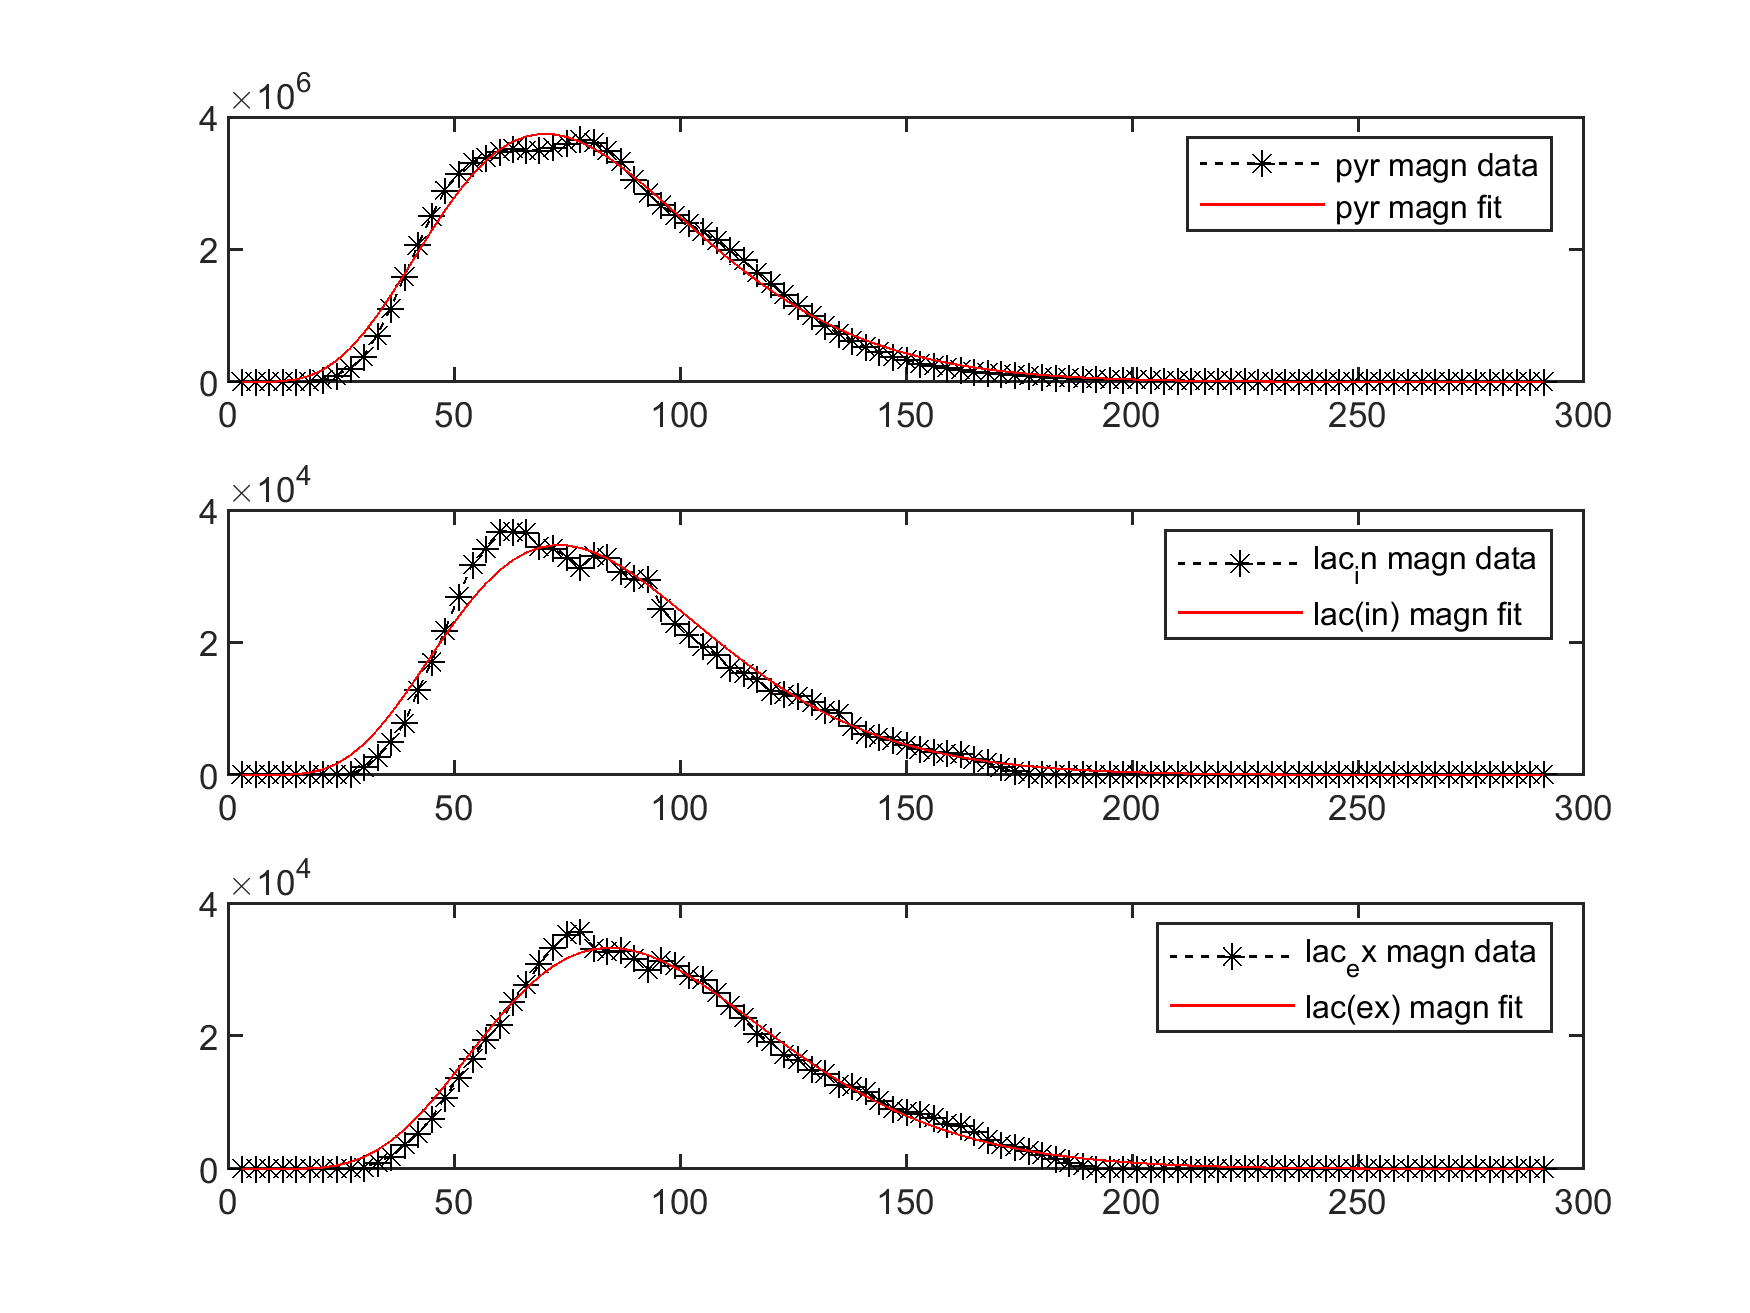 ×10^6
4
2
0
0 50 100 150 200 250 300
pyr magn data
pyr magn fit
×10^4
4
2
0
0 50 100 150 200 250 300
lac_in magn data
lac(in) magn fit
×10^4
4
2
0
0 50 100 150 200 250 300
lac_ex magn data
lac(ex) magn fit